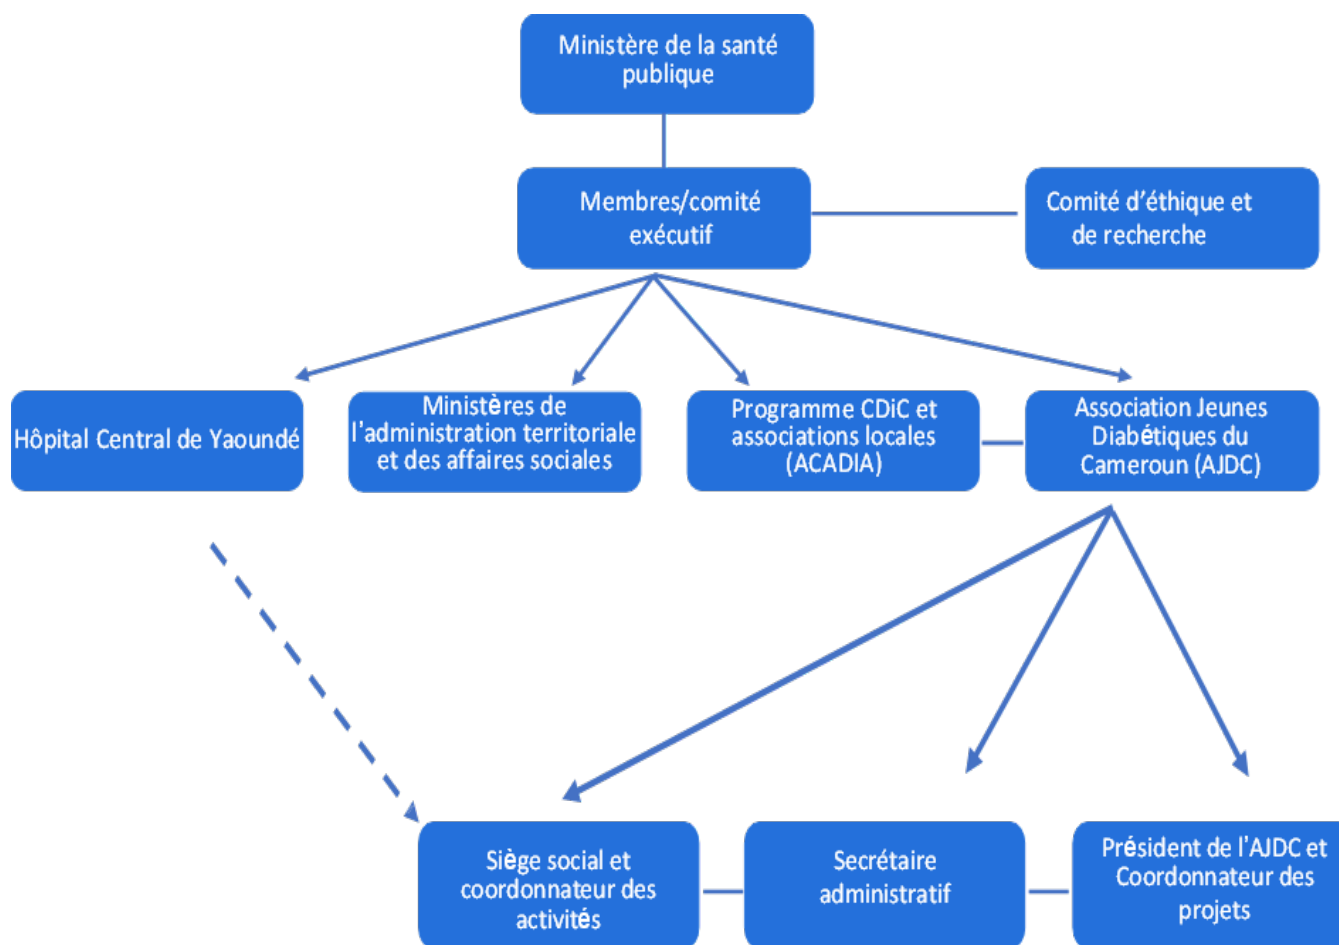 Ministère de la santé
publique
Membres/comité
exécutif
Comité d’éthique et
de recherche
Hôpital Central de Yaoundé
Ministères de
l’administration territoriale
et des affaires sociales
Programme CDiC et
associations locales
(ACADIA)
Association Jeunes
Diabétiques du
Cameroun (AJDC)
Siège social et
coordonnateur des
activités
Secrétaire
administratif
Président de l’AJDC et
Coordonnateur des
projets